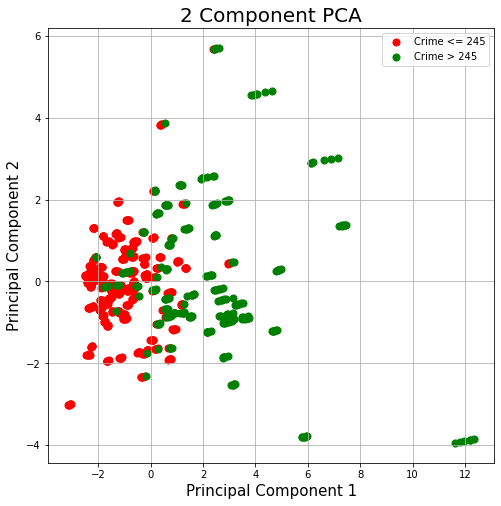 2 Component PCA
Crime <= 245
Crime > 245
6
4
2
0
−2
−4
Principal Component 2
−2 0 2 4 6 8 10 12
Principal Component 1